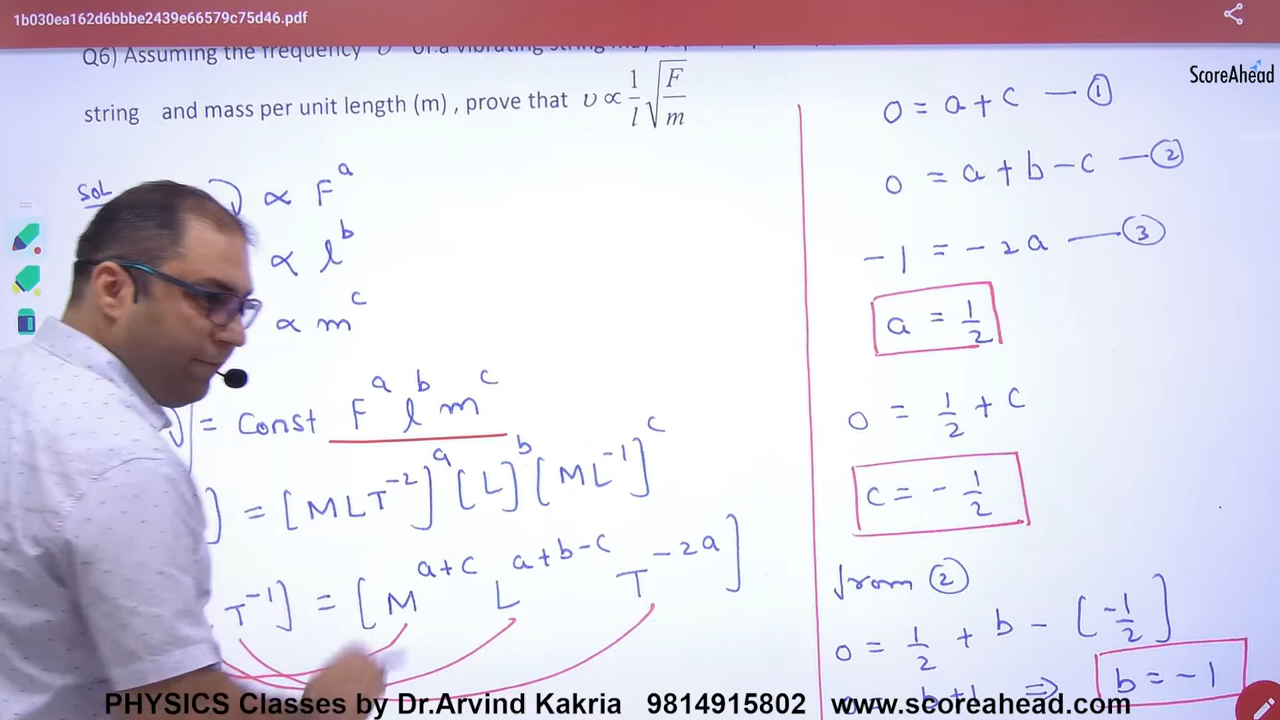 1b030ea162d6bbbe2439e66579c75d46.pdf
ScoreAhead
Q6) Assuming the frequency υ of a vibrating string may
string and mass per unit length (m) , prove that υ ∝ 1/l √(F/m)
Sol
∝ F^a
∝ l^b
∝ m^c
= Const F^a l^b m^c
] = [MLT^-2]^a [L]^b [ML^-1]^c
T^-1] = [M^a+c L^a+b-c T^-2a]
0 = a + c — ①
0 = a + b - c — ②
-1 = -2a — ③
a = 1/2
0 = 1/2 + c
c = - 1/2
from ②
0 = 1/2 + b - [-1/2]
0 = b+1 ⇒ b = -1
PHYSICS Classes by Dr.Arvind Kakria 9814915802 www.scoreahead.com